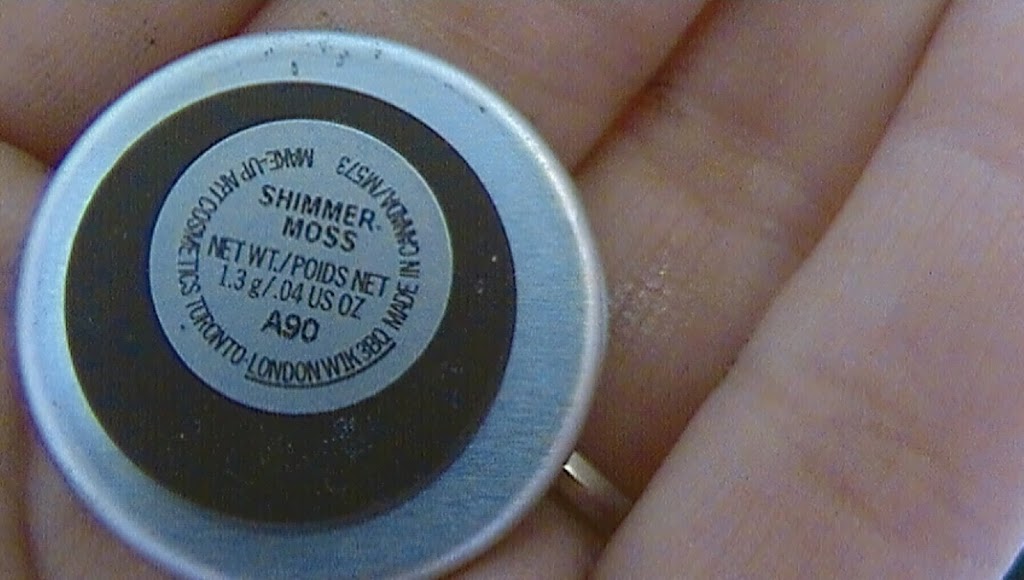 SHIMMER-
MOSS
NET WT./POIDS NET
1.3 g/.04 US OZ
A90
MAKE-UP ART COSMETICS TORONTO-LONDON W1K 3BQ MADE IN CANADA/M573